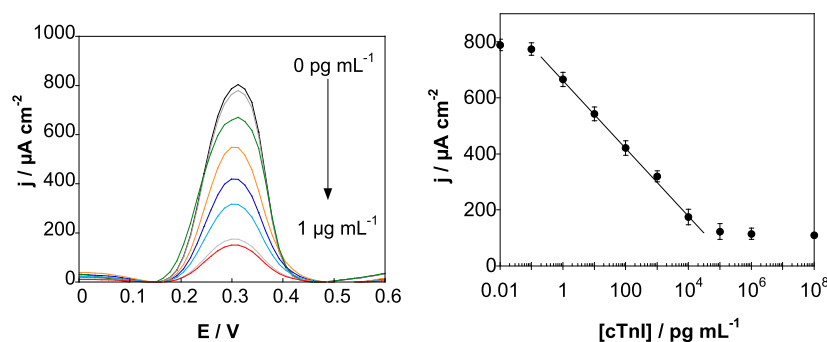 1000
800
600
400
200
0
j / µA cm⁻²
0 pg mL⁻¹
1 µg mL⁻¹
0 0.1 0.2 0.3 0.4 0.5 0.6
E / V
800
600
400
200
0
j / µA cm⁻²
0.01 1 100 10⁴ 10⁶ 10⁸
[cTnI] / pg mL⁻¹